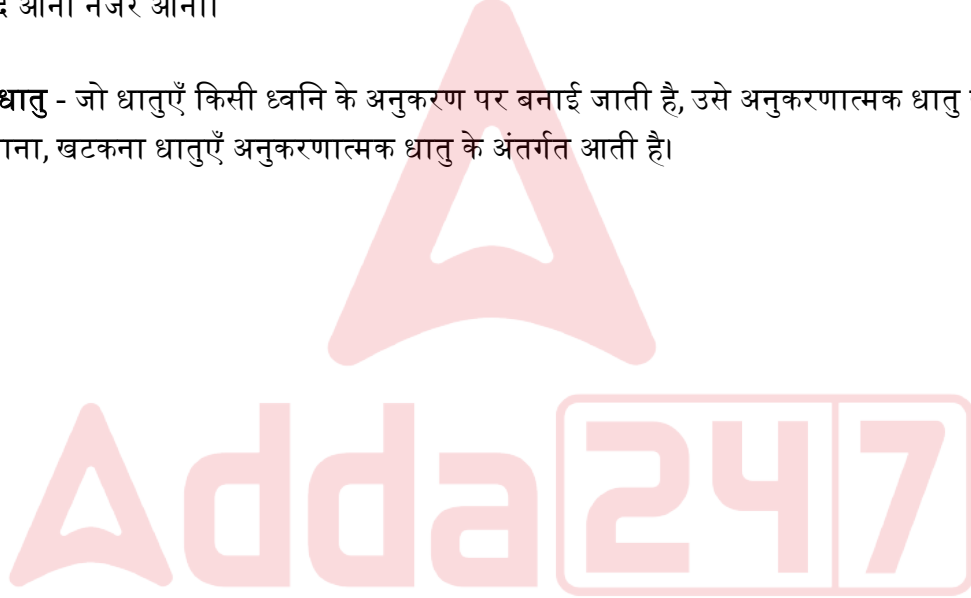 आना नजर आना।
धातु - जो धातुएँ किसी ध्वनि के अनुकरण पर बनाई जाती है, उसे अनुकरणात्मक धातु
ाना, खटकना धातुएँ अनुकरणात्मक धातु के अंतर्गत आती है।
Adda247